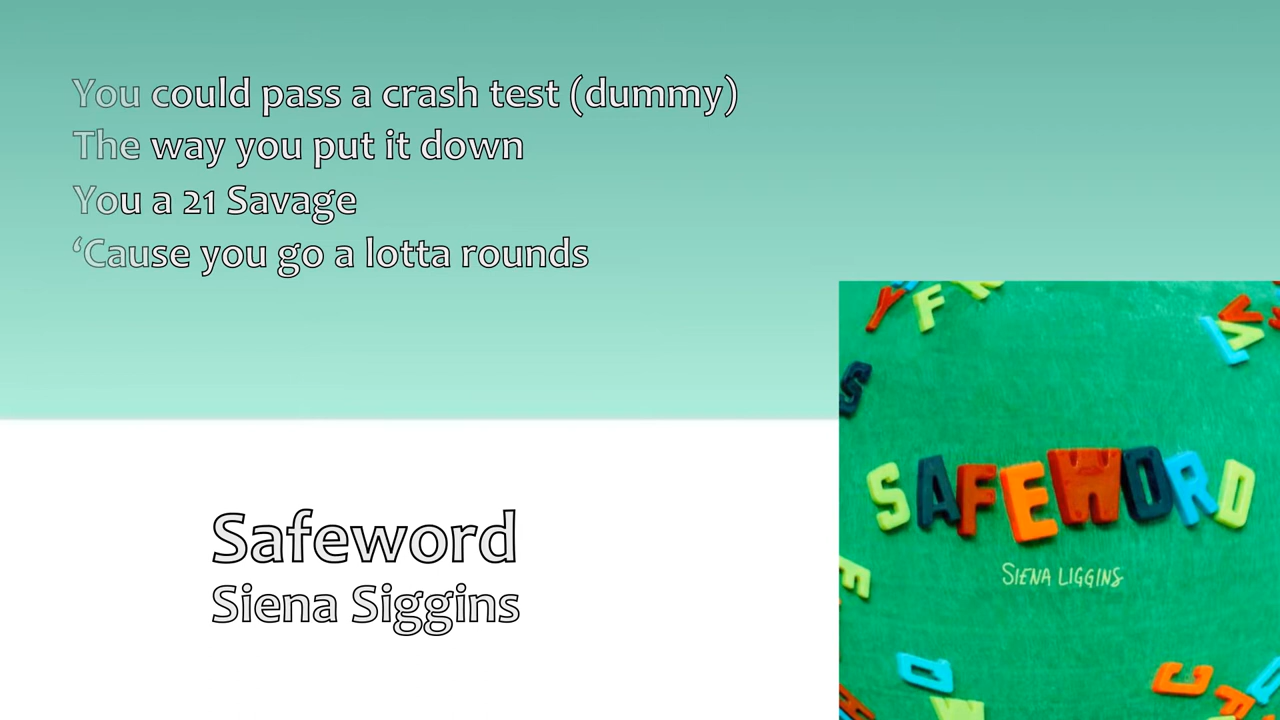 You could pass a crash test (dummy)
The way you put it down
You a 21 Savage
‘Cause you go a lotta rounds
Safeword
Siena Siggins
SAFEWORD
SIENA LIGGINS